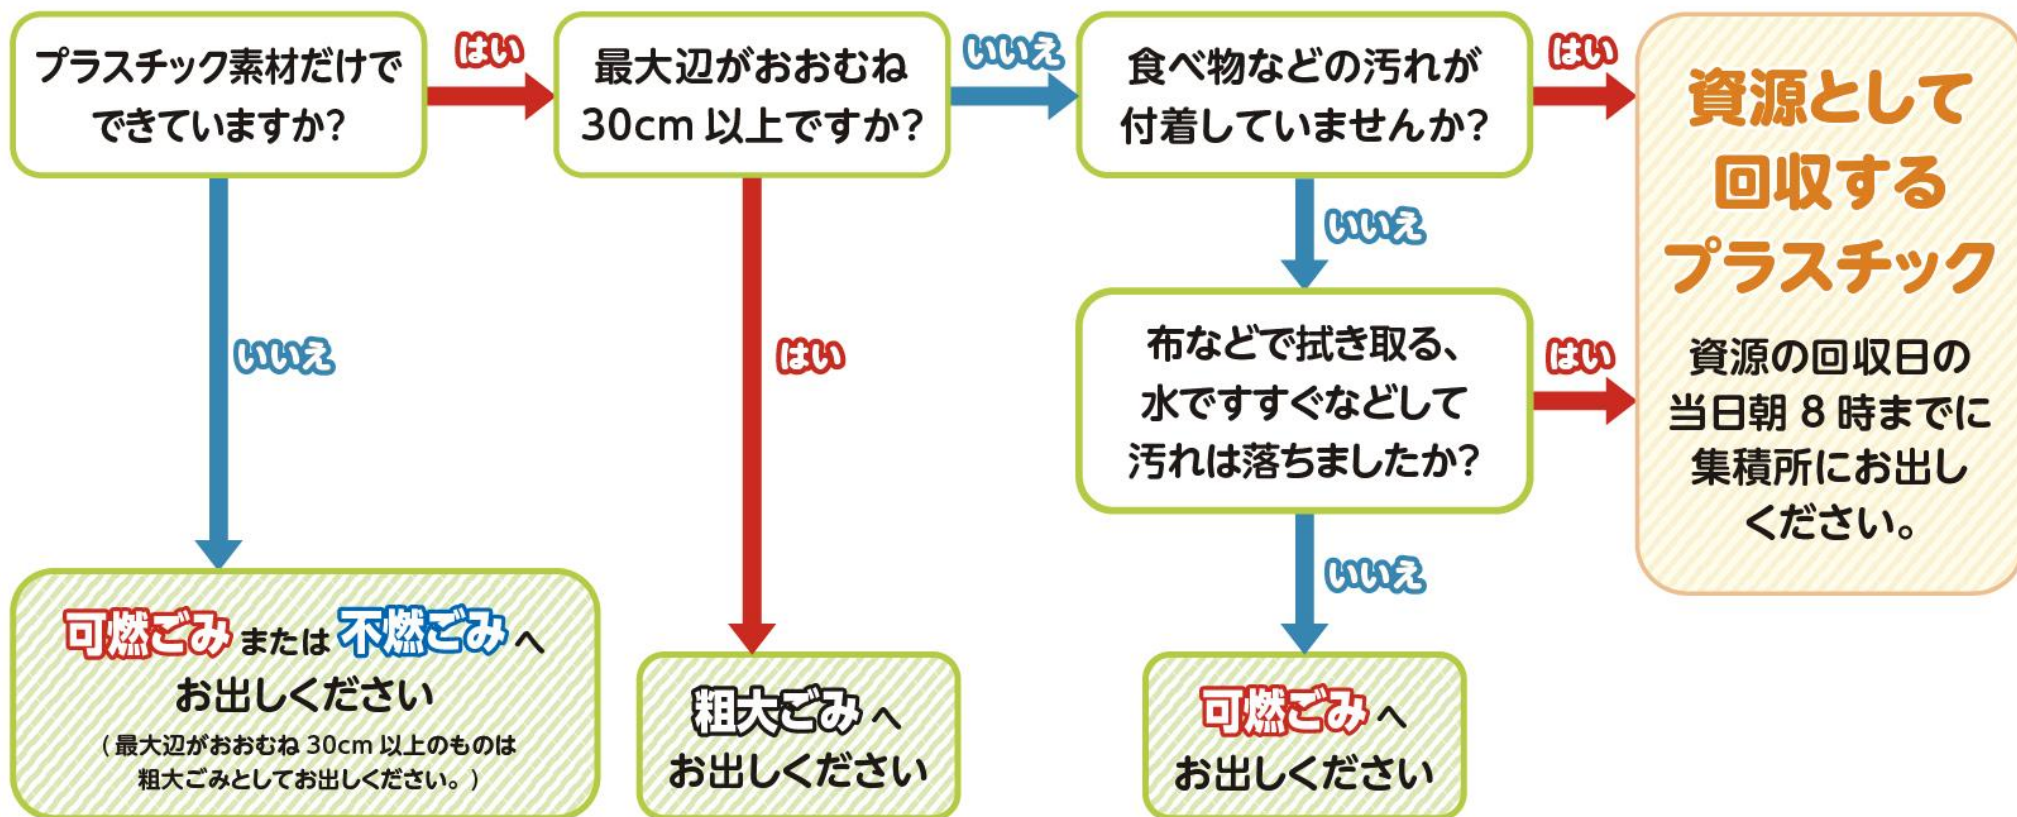 プラスチック素材だけで
できていますか？
はい
最大辺がおおむね
30cm 以上ですか？
いいえ
食べ物などの汚れが
付着していませんか？
はい
資源として
回収する
プラスチック
資源の回収日の
当日朝 8 時までに
集積所にお出し
ください。
いいえ
布などで拭き取る、
水ですすぐなどして
汚れは落ちましたか？
はい
いいえ
はい
いいえ
可燃ごみ または 不燃ごみ へ
お出しください
（最大辺がおおむね 30cm 以上のものは
粗大ごみとしてお出しください。）
粗大ごみ へ
お出しください
可燃ごみ へ
お出しください